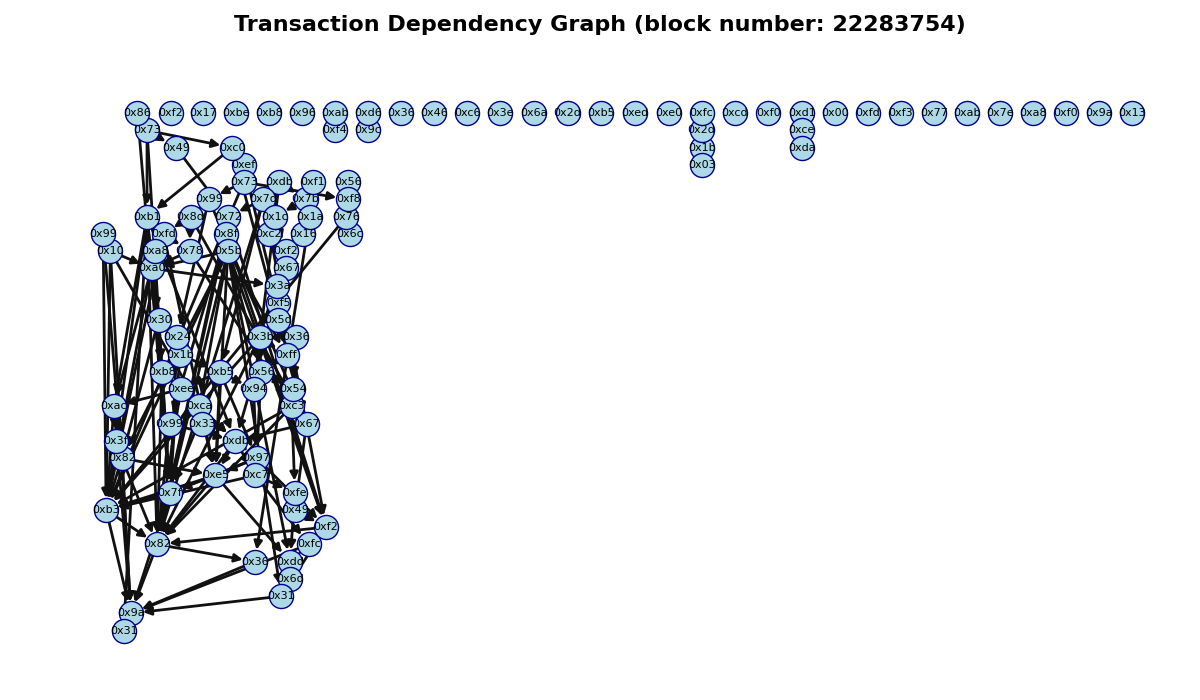 Transaction Dependency Graph (block number: 22283754)
0x86 0xf2 0x17 0xbe 0xb8 0x96 0xab 0xd6 0x36 0x46 0xc6 0x3e 0x6a 0x2d 0xb5 0xed 0xe0 0xfc 0xcd 0xf0 0xd1 0x00 0xfd 0xf3 0x77 0xab 0x7e 0xa8 0xf0 0x9a 0x13
0x73 0xf4 0x9c 0x2d 0xce
0x49 0xc0 0x1b 0xda
0xef 0x03
0x73 0xdb 0xf1 0x56
0x99 0x7c 0x7b 0xf8
0xb1 0x8d 0x72 0x1c 0x1a 0x76
0x99 0xfd 0x8f 0xc2 0x16 0x6c
0x10 0xa8 0x78 0x5b 0xf2
0xa0 0x67
0x3a
0xf5
0x30 0x5c
0x24 0x3b 0x36
0x1b 0xff
0xb8 0xb5 0x56
0xee 0x94 0x54
0xac 0xca 0xc3
0x99 0x33 0x67
0x3f 0xdb
0x82 0x97
0xe5 0xc7
0x7f 0xfe
0xb3 0x49
0xf2
0x82 0xfc
0x36 0xdd
0x6d
0x31
0x9a
0x31